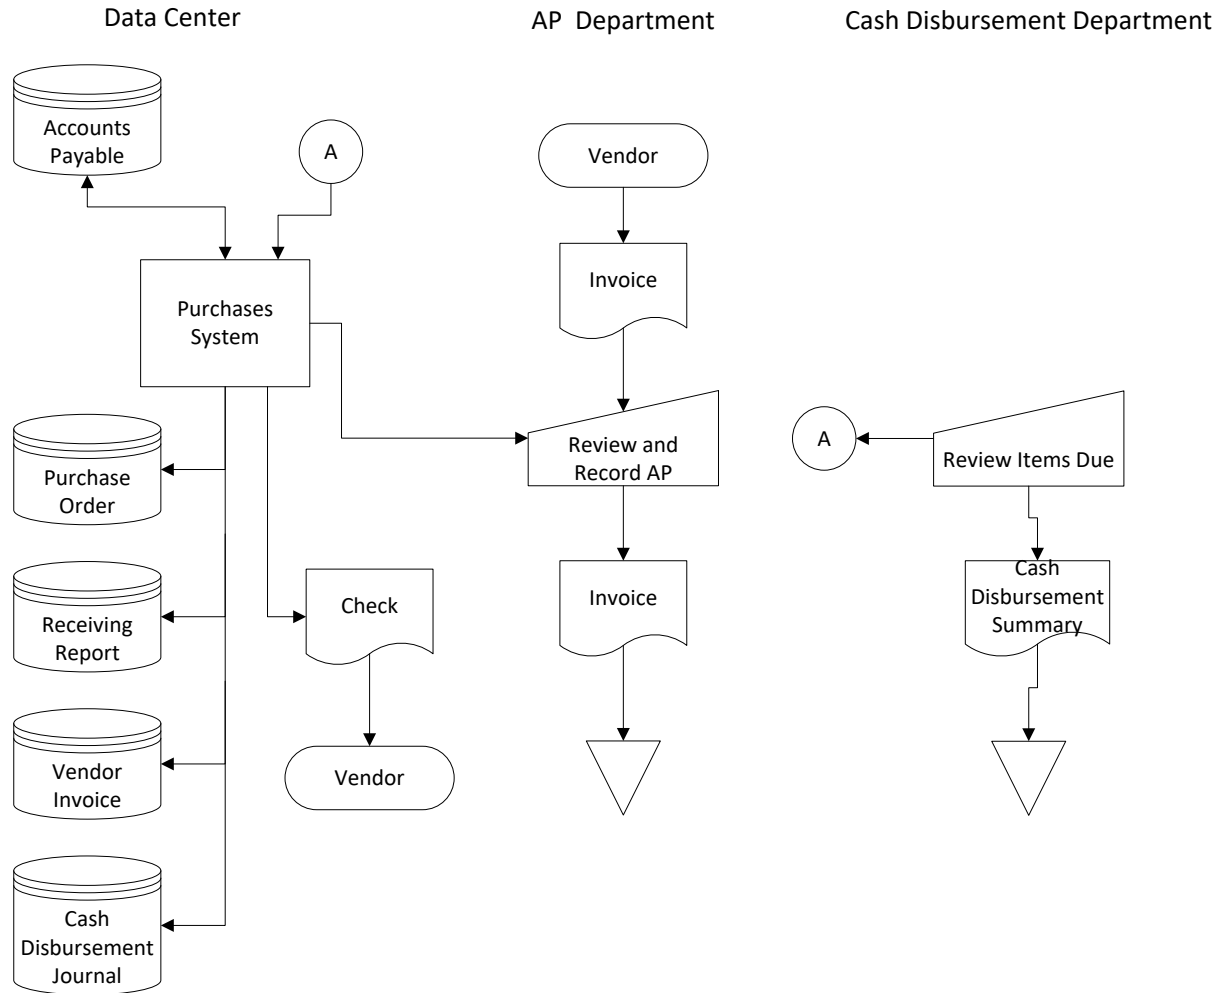 Data Center
AP Department
Cash Disbursement Department
Accounts
Payable
A
Vendor
Invoice
Purchases
System
Review and
Record AP
A
Review Items Due
Purchase
Order
Receiving
Report
Check
Invoice
Cash
Disbursement
Summary
Vendor
Invoice
Vendor
Cash
Disbursement
Journal